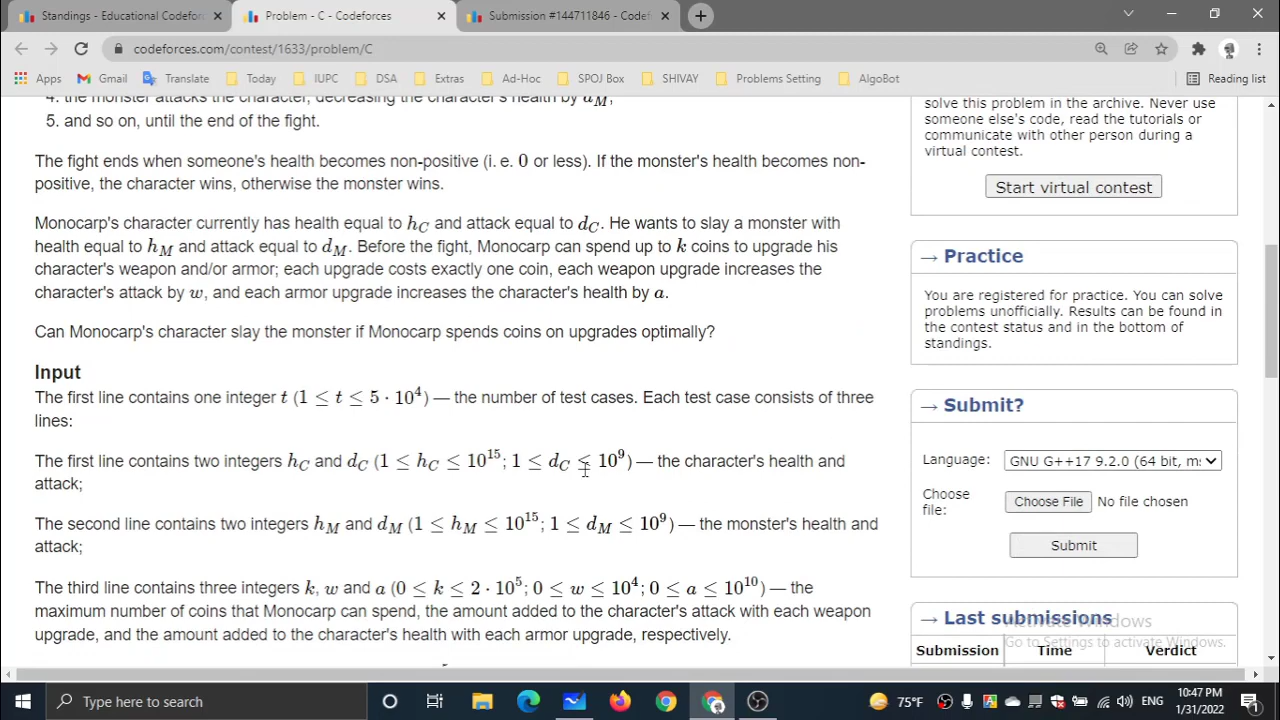 Standings - Educational Codefor
Problem - C - Codeforces
Submission #144711846 - Codef
codeforces.com/contest/1633/problem/C
Apps
Gmail
Translate
Today
IUPC
DSA
Extras
Ad-Hoc
SPOJ Box
SHIVAY
Problems Setting
AlgoBot
Reading list
4. the monster attacks the character, decreasing the character's health by a_M;
5. and so on, until the end of the fight.
The fight ends when someone's health becomes non-positive (i. e. 0 or less). If the monster's health becomes non-
positive, the character wins, otherwise the monster wins.
Monocarp's character currently has health equal to h_C and attack equal to d_C. He wants to slay a monster with
health equal to h_M and attack equal to d_M. Before the fight, Monocarp can spend up to k coins to upgrade his
character's weapon and/or armor; each upgrade costs exactly one coin, each weapon upgrade increases the
character's attack by w, and each armor upgrade increases the character's health by a.
Can Monocarp's character slay the monster if Monocarp spends coins on upgrades optimally?
Input
The first line contains one integer t (1 ≤ t ≤ 5 · 10^4) — the number of test cases. Each test case consists of three
lines:
The first line contains two integers h_C and d_C (1 ≤ h_C ≤ 10^15; 1 ≤ d_C ≤ 10^9) — the character's health and
attack;
The second line contains two integers h_M and d_M (1 ≤ h_M ≤ 10^15; 1 ≤ d_M ≤ 10^9) — the monster's health and
attack;
The third line contains three integers k, w and a (0 ≤ k ≤ 2 · 10^5; 0 ≤ w ≤ 10^4; 0 ≤ a ≤ 10^10) — the
maximum number of coins that Monocarp can spend, the amount added to the character's attack with each weapon
upgrade, and the amount added to the character's health with each armor upgrade, respectively.
solve this problem in the archive. Never use
someone else's code, read the tutorials or
communicate with other person during a
virtual contest.
Start virtual contest
→ Practice
You are registered for practice. You can solve
problems unofficially. Results can be found in
the contest status and in the bottom of
standings.
→ Submit?
Language:
GNU G++17 9.2.0 (64 bit, ms
Choose
file:
Choose File
No file chosen
Submit
→ Last submissions
Submission
Time
Verdict
Activate Windows
Go to Settings to activate Windows.
Type here to search
75°F
ENG
10:47 PM
1/31/2022
1